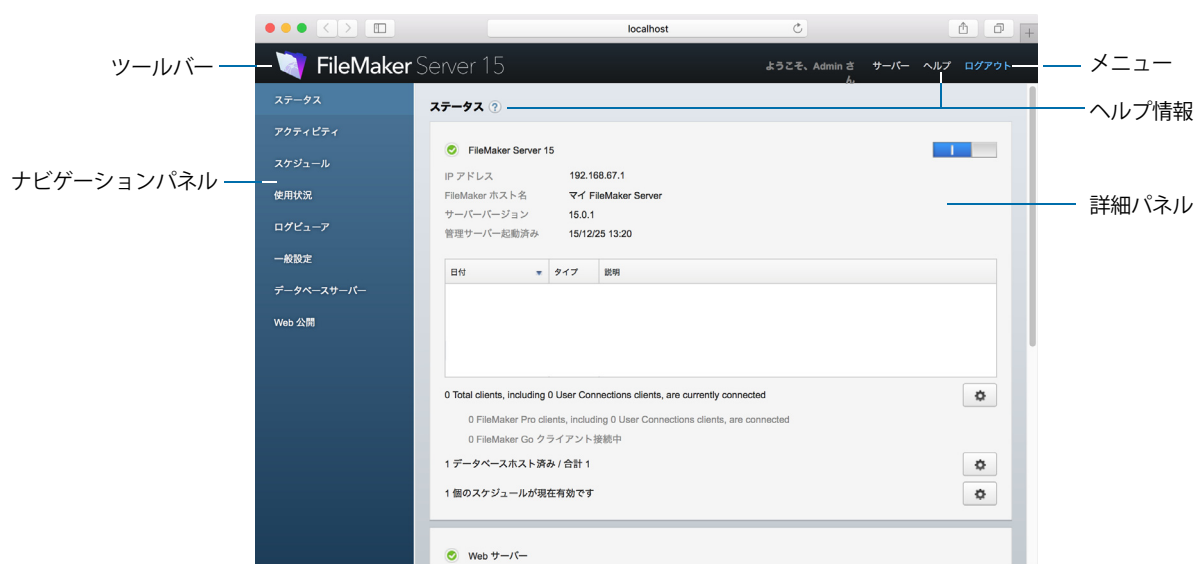 localhost
ツールバー
FileMaker Server 15
ようこそ、Admin さ
ん。
サーバー ヘルプ ログアウト
メニュー
ヘルプ情報
ナビゲーションパネル
詳細パネル
ステータス
アクティビティ
スケジュール
使用状況
ログビューア
一般設定
データベースサーバー
Web 公開
ステータス ?
FileMaker Server 15
IP アドレス 192.168.67.1
FileMaker ホスト名 マイ FileMaker Server
サーバーバージョン 15.0.1
管理サーバー起動済み 15/12/25 13:20
日付 タイプ 説明
0 Total clients, including 0 User Connections clients, are currently connected
0 FileMaker Pro clients, including 0 User Connections clients, are connected
0 FileMaker Go クライアント接続中
1 データベースホスト済み / 合計 1
1 個のスケジュールが現在有効です
Web サーバー